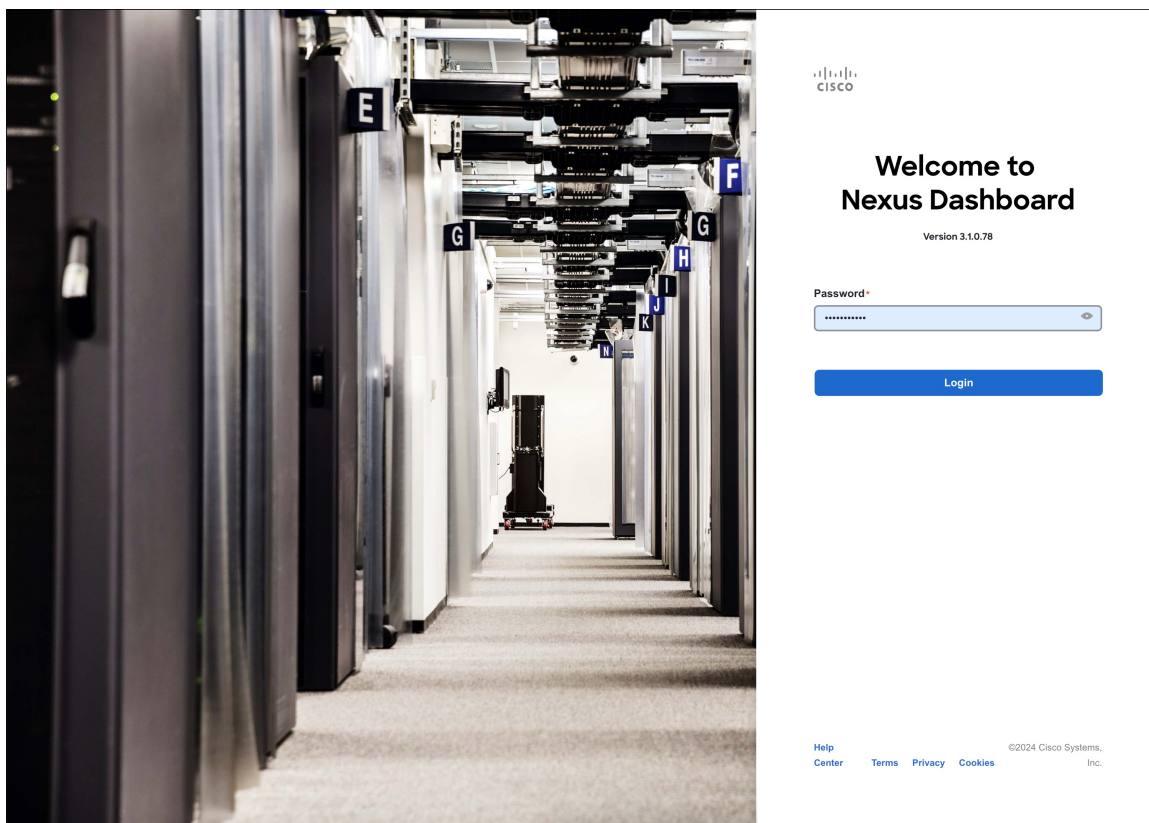 E
F
G
G
H
I
J
K
N
CISCO
Welcome to
Nexus Dashboard
Version 3.1.0.78
Password*
•••••••••••
Login
Help
Center
Terms
Privacy
Cookies
©2024 Cisco Systems,
Inc.